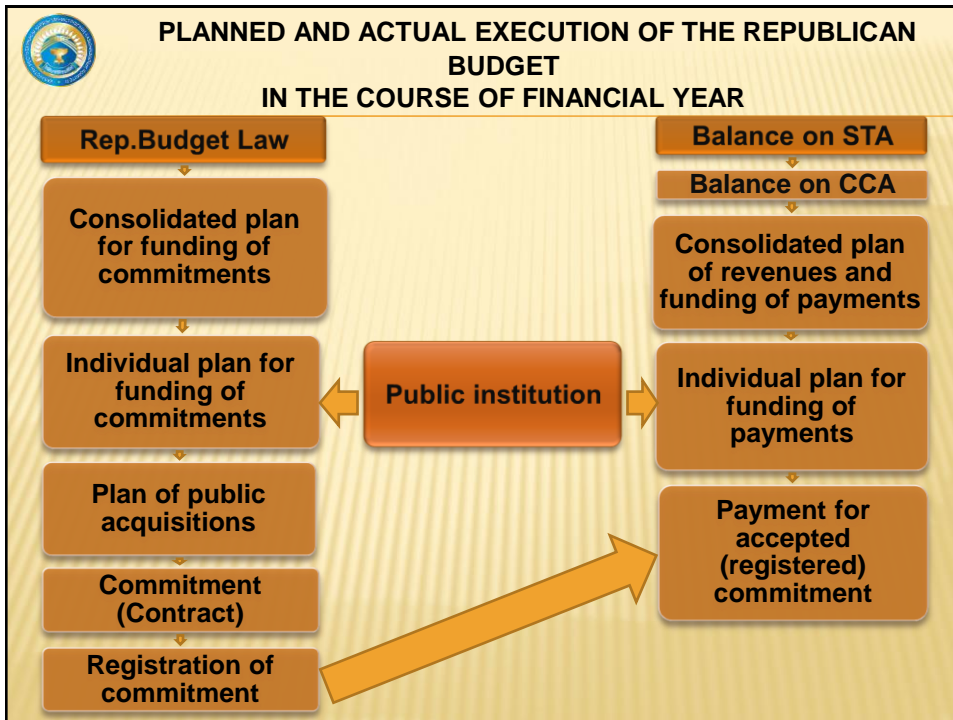 PLANNED AND ACTUAL EXECUTION OF THE REPUBLICAN
BUDGET
IN THE COURSE OF FINANCIAL YEAR
Rep.Budget Law
Consolidated plan
for funding of
commitments
Individual plan for
funding of
commitments
Plan of public
acquisitions
Commitment
(Contract)
Registration of
commitment
Public institution
Balance on STA
Balance on CCA
Consolidated plan
of revenues and
funding of payments
Individual plan for
funding of
payments
Payment for
accepted
(registered)
commitment